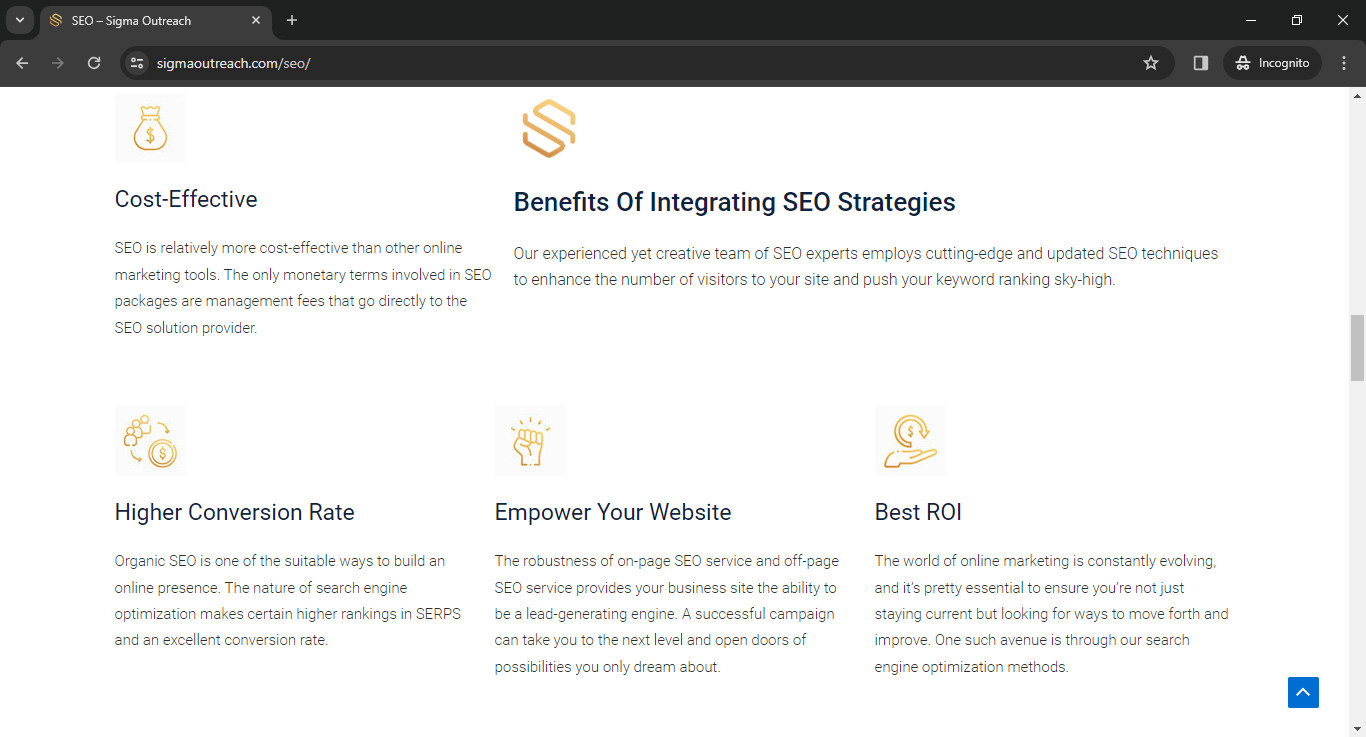 SEO – Sigma Outreach
sigmaoutreach.com/seo/
Incognito
$
Cost-Effective
SEO is relatively more cost-effective than other online
marketing tools. The only monetary terms involved in SEO
packages are management fees that go directly to the
SEO solution provider.
Benefits Of Integrating SEO Strategies
Our experienced yet creative team of SEO experts employs cutting-edge and updated SEO techniques
to enhance the number of visitors to your site and push your keyword ranking sky-high.
$
Higher Conversion Rate
Organic SEO is one of the suitable ways to build an
online presence. The nature of search engine
optimization makes certain higher rankings in SERPS
and an excellent conversion rate.
Empower Your Website
The robustness of on-page SEO service and off-page
SEO service provides your business site the ability to
be a lead-generating engine. A successful campaign
can take you to the next level and open doors of
possibilities you only dream about.
$
Best ROI
The world of online marketing is constantly evolving,
and it’s pretty essential to ensure you’re not just
staying current but looking for ways to move forth and
improve. One such avenue is through our search
engine optimization methods.